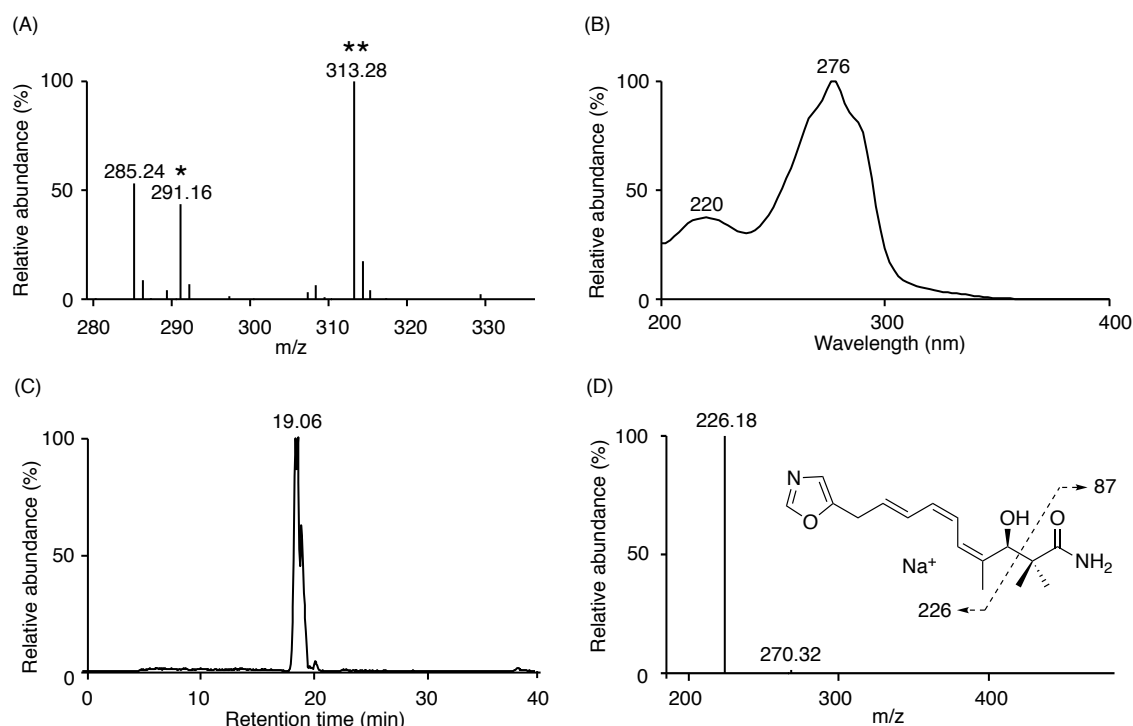 (A)
**
313.28
100
Relative abundance (%)
285.24
*
291.16
50
0
280
290
300
310
320
330
m/z
(B)
276
100
Relative abundance (%)
50
220
0
200
300
400
Wavelength (nm)
(C)
19.06
100
Relative abundance (%)
50
0
0
10
20
30
40
Retention time (min)
(D)
226.18
100
Relative abundance (%)
N
O
87
OH
O
NH2
Na+
50
226
270.32
0
200
300
400
m/z